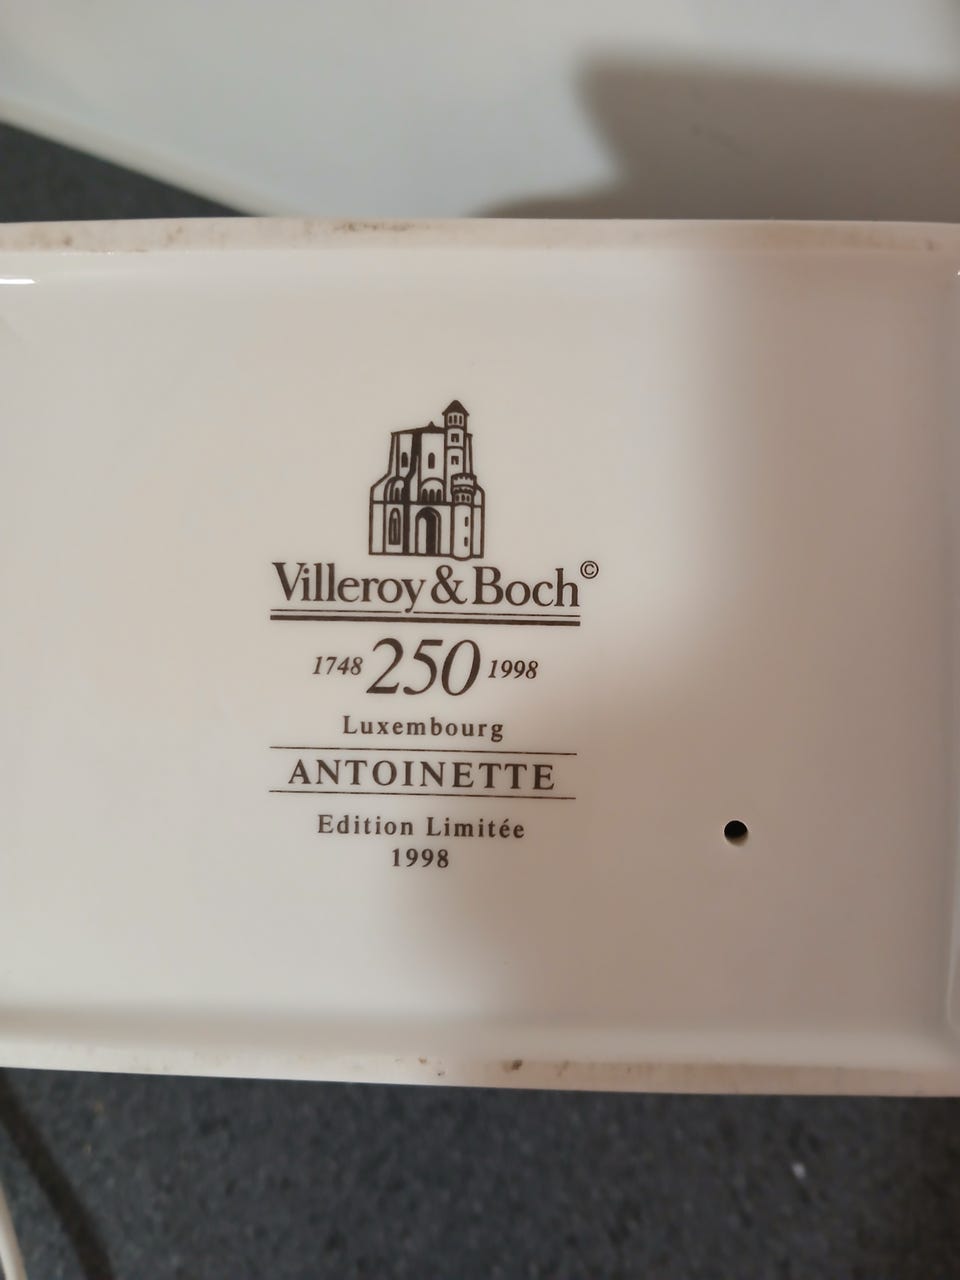 Villeroy & Boch©
1748 250 1998
Luxembourg
ANTOINETTE
Edition Limitée
1998